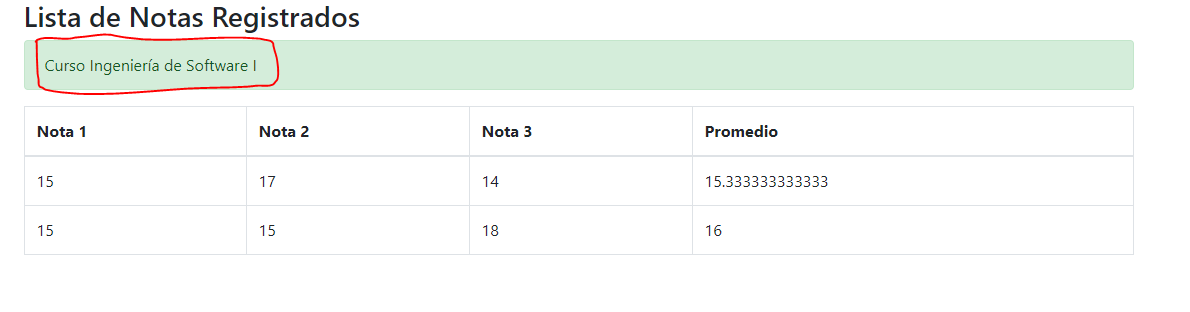 Lista de Notas Registrados
Curso Ingeniería de Software I
Nota 1 Nota 2 Nota 3 Promedio
15 17 14 15.333333333333
15 15 18 16